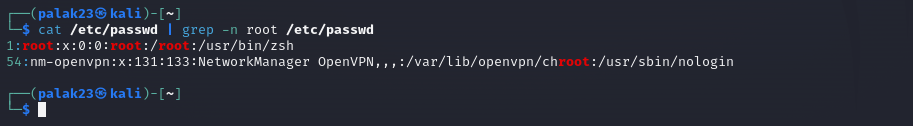 ┌──(palak23㉿kali)-[~]
└─$ cat /etc/passwd | grep -n root /etc/passwd
1:root:x:0:0:root:/root:/usr/bin/zsh
54:nm-openvpn:x:131:133:NetworkManager OpenVPN,,,:/var/lib/openvpn/chroot:/usr/sbin/nologin
┌──(palak23㉿kali)-[~]
└─$